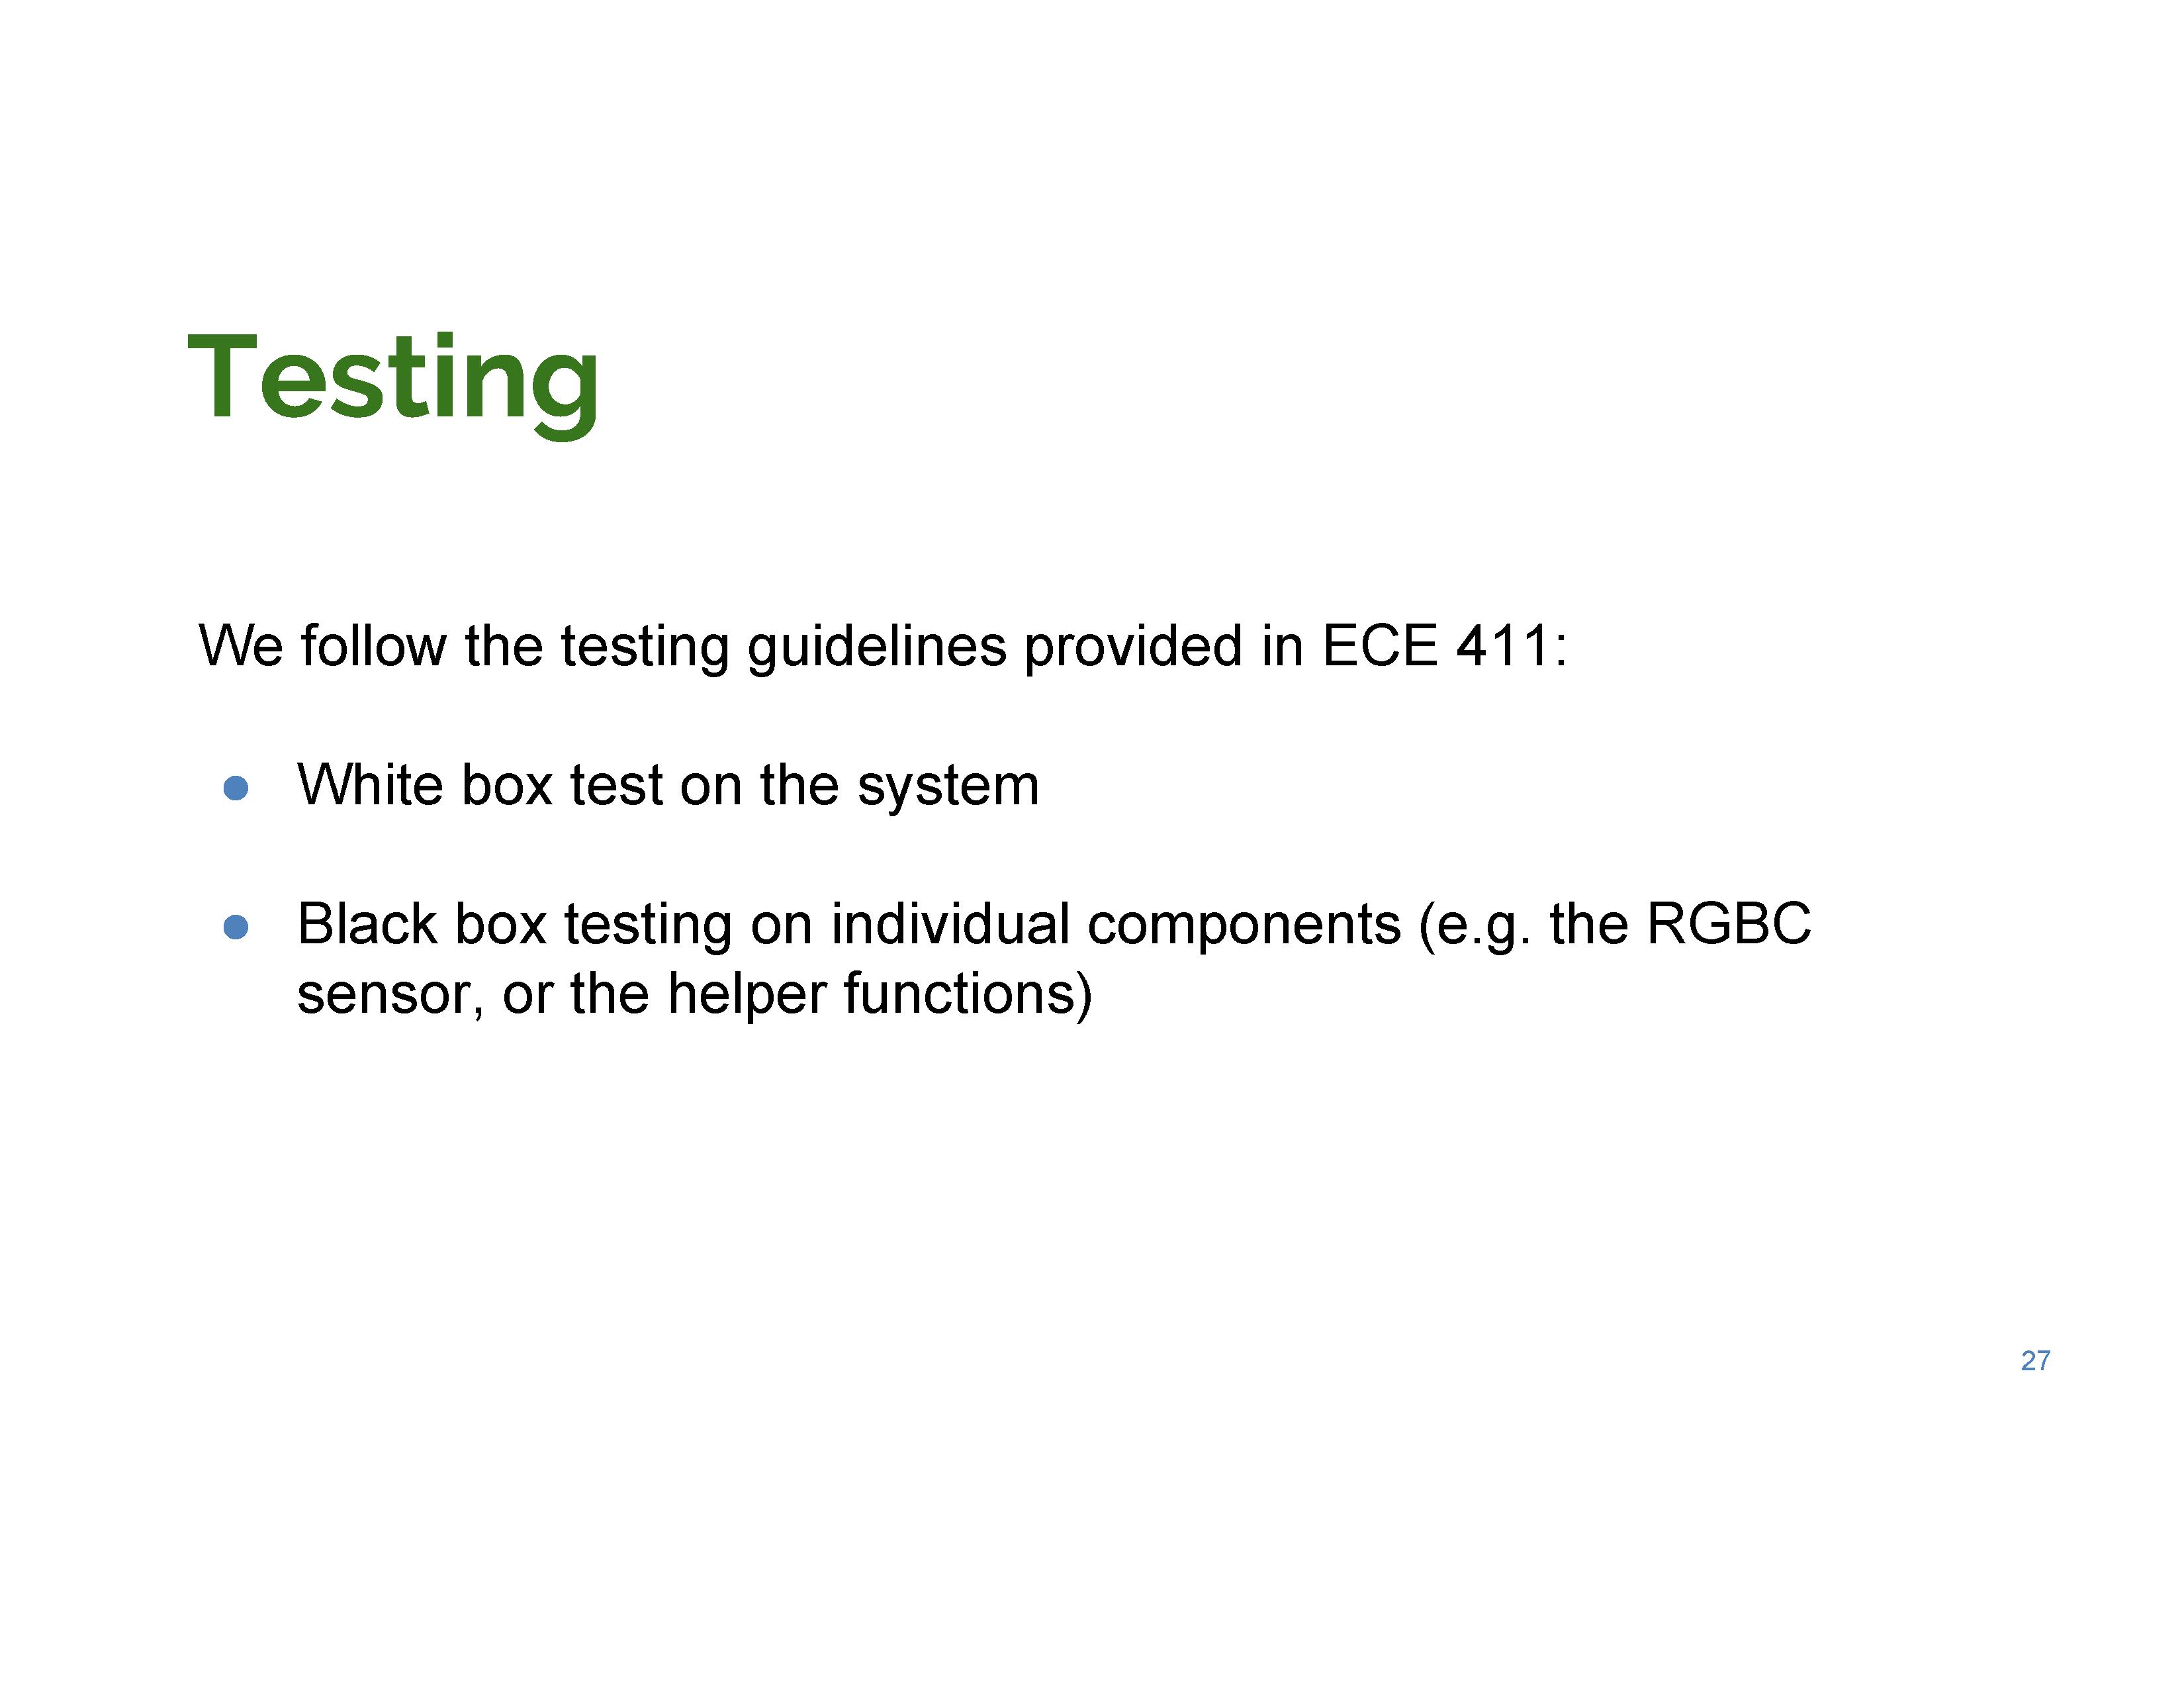 Testing
We follow the testing guidelines provided in ECE 411:
● White box test on the system
● Black box testing on individual components (e.g. the RGBC
sensor, or the helper functions)
27